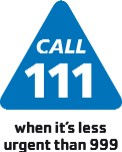 CALL
111
when it's less
urgent than 999